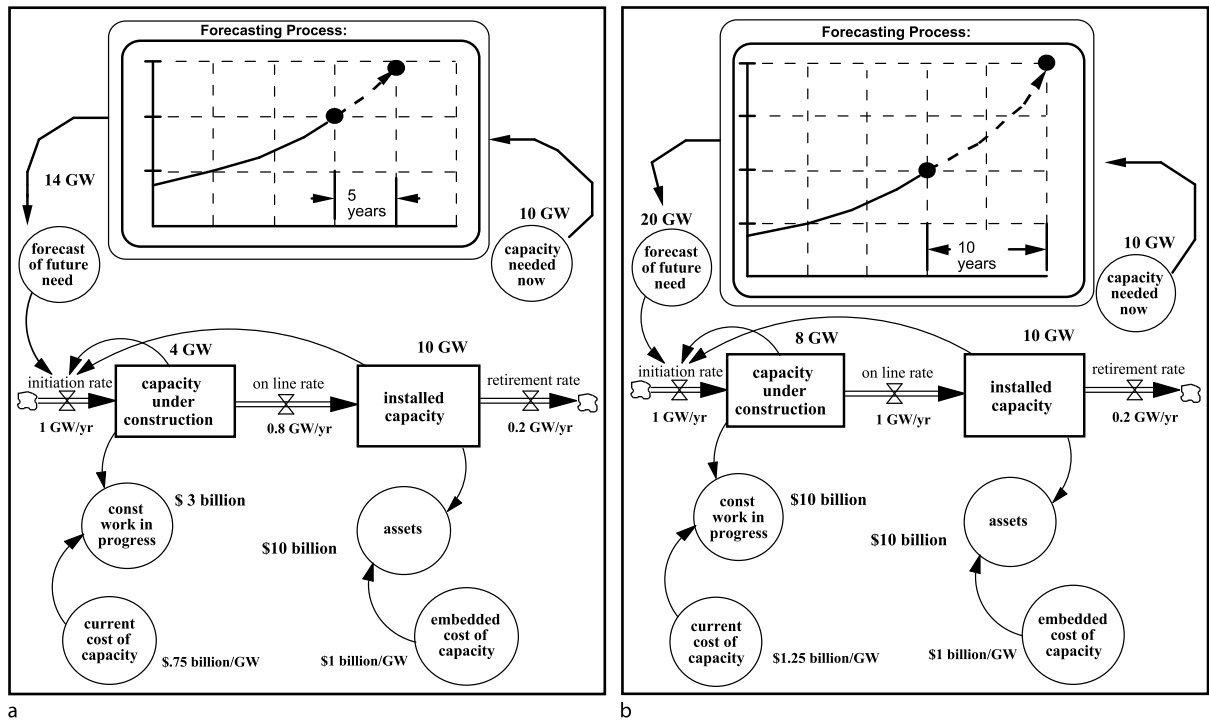 Forecasting Process:
5
years
14 GW
10 GW
forecast
of future
need
capacity
needed
now
4 GW
10 GW
initiation rate
capacity
under
construction
on line rate
installed
capacity
retirement rate
1 GW/yr
0.8 GW/yr
0.2 GW/yr
const
work in
progress
$ 3 billion
assets
$10 billion
current
cost of
capacity
$.75 billion/GW
embedded
cost of
capacity
$1 billion/GW
a
Forecasting Process:
10
years
20 GW
10 GW
forecast
of future
need
capacity
needed
now
8 GW
10 GW
initiation rate
capacity
under
construction
on line rate
installed
capacity
retirement rate
1 GW/yr
1 GW/yr
0.2 GW/yr
const
work in
progress
$10 billion
assets
$10 billion
current
cost of
capacity
$1.25 billion/GW
embedded
cost of
capacity
$1 billion/GW
b